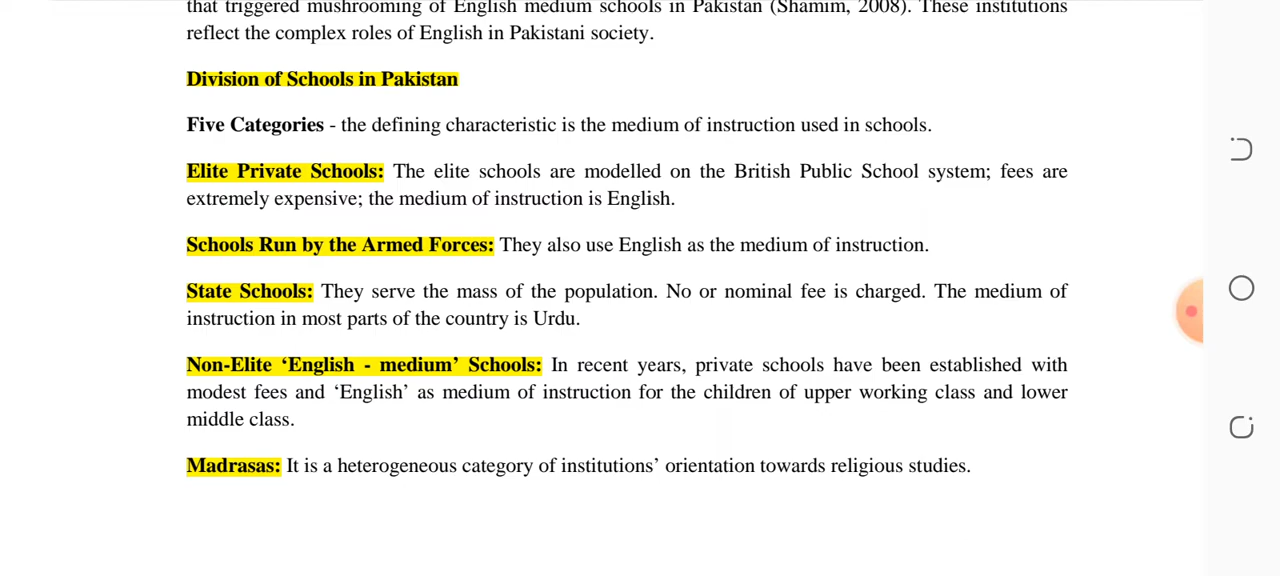 that triggered mushrooming of English medium schools in Pakistan (Shamim, 2008). These institutions
reflect the complex roles of English in Pakistani society.
Division of Schools in Pakistan
Five Categories - the defining characteristic is the medium of instruction used in schools.
Elite Private Schools: The elite schools are modelled on the British Public School system; fees are
extremely expensive; the medium of instruction is English.
Schools Run by the Armed Forces: They also use English as the medium of instruction.
State Schools: They serve the mass of the population. No or nominal fee is charged. The medium of
instruction in most parts of the country is Urdu.
Non-Elite ‘English - medium’ Schools: In recent years, private schools have been established with
modest fees and ‘English’ as medium of instruction for the children of upper working class and lower
middle class.
Madrasas: It is a heterogeneous category of institutions’ orientation towards religious studies.